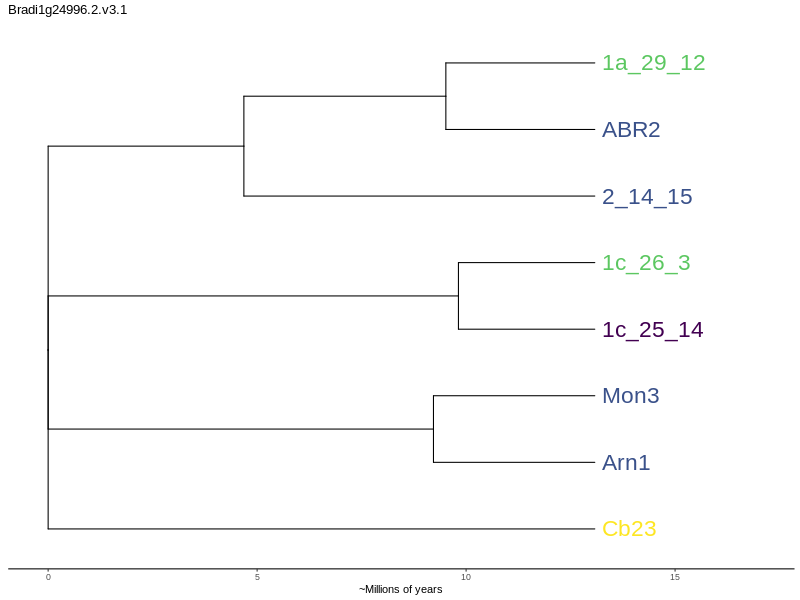 Bradi1g24996.2.v3.1
1a_29_12
ABR2
2_14_15
1c_26_3
1c_25_14
Mon3
Arn1
Cb23
0 5 10 15
~Millions of years